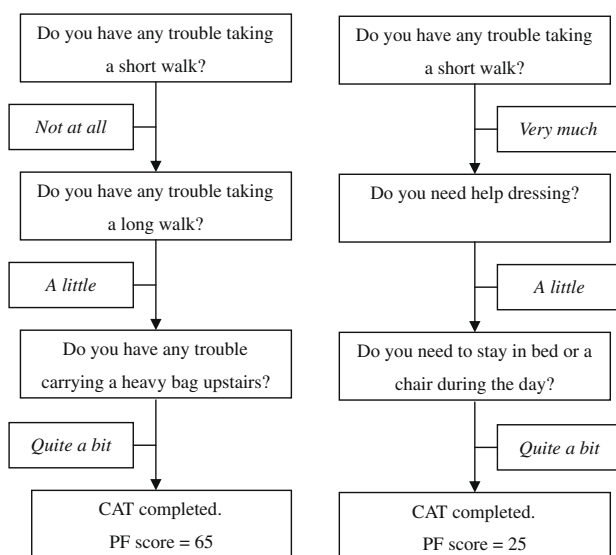 Do you have any trouble taking
a short walk?
Not at all
Do you have any trouble taking
a long walk?
A little
Do you have any trouble
carrying a heavy bag upstairs?
Quite a bit
CAT completed.
PF score = 65
Do you have any trouble taking
a short walk?
Very much
Do you need help dressing?
A little
Do you need to stay in bed or a
chair during the day?
Quite a bit
CAT completed.
PF score = 25